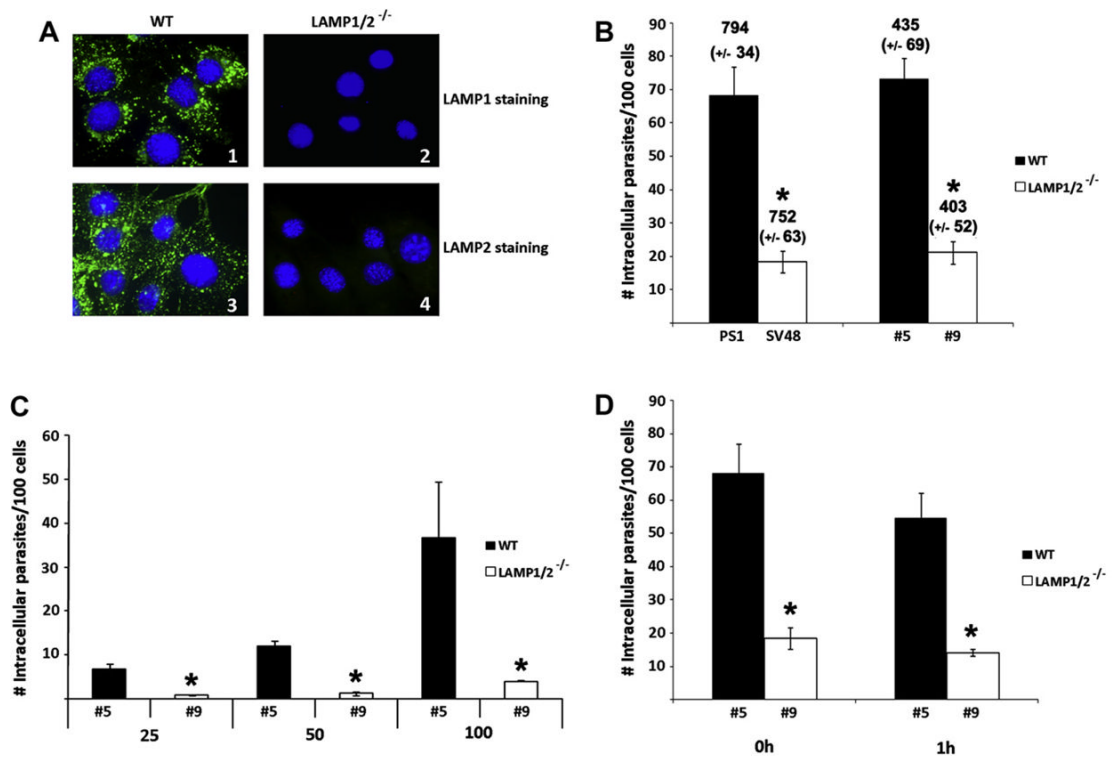 A
WT
LAMP1/2 -/-
1
2
LAMP1 staining
3
4
LAMP2 staining
B
# Intracellular parasites/100 cells
90
80
70
60
50
40
30
20
10
794
(+/- 34)
*
752
(+/- 63)
435
(+/- 69)
*
403
(+/- 52)
PS1 SV48 #5 #9
WT
LAMP1/2 -/-
C
# Intracellular parasites/100 cells
60
50
40
30
20
10
* * *
#5 #9 #5 #9 #5 #9
25 50 100
WT
LAMP1/2 -/-
D
# Intracellular parasites/100 cells
90
80
70
60
50
40
30
20
10
* *
#5 #9 #5 #9
0h 1h
WT
LAMP1/2 -/-